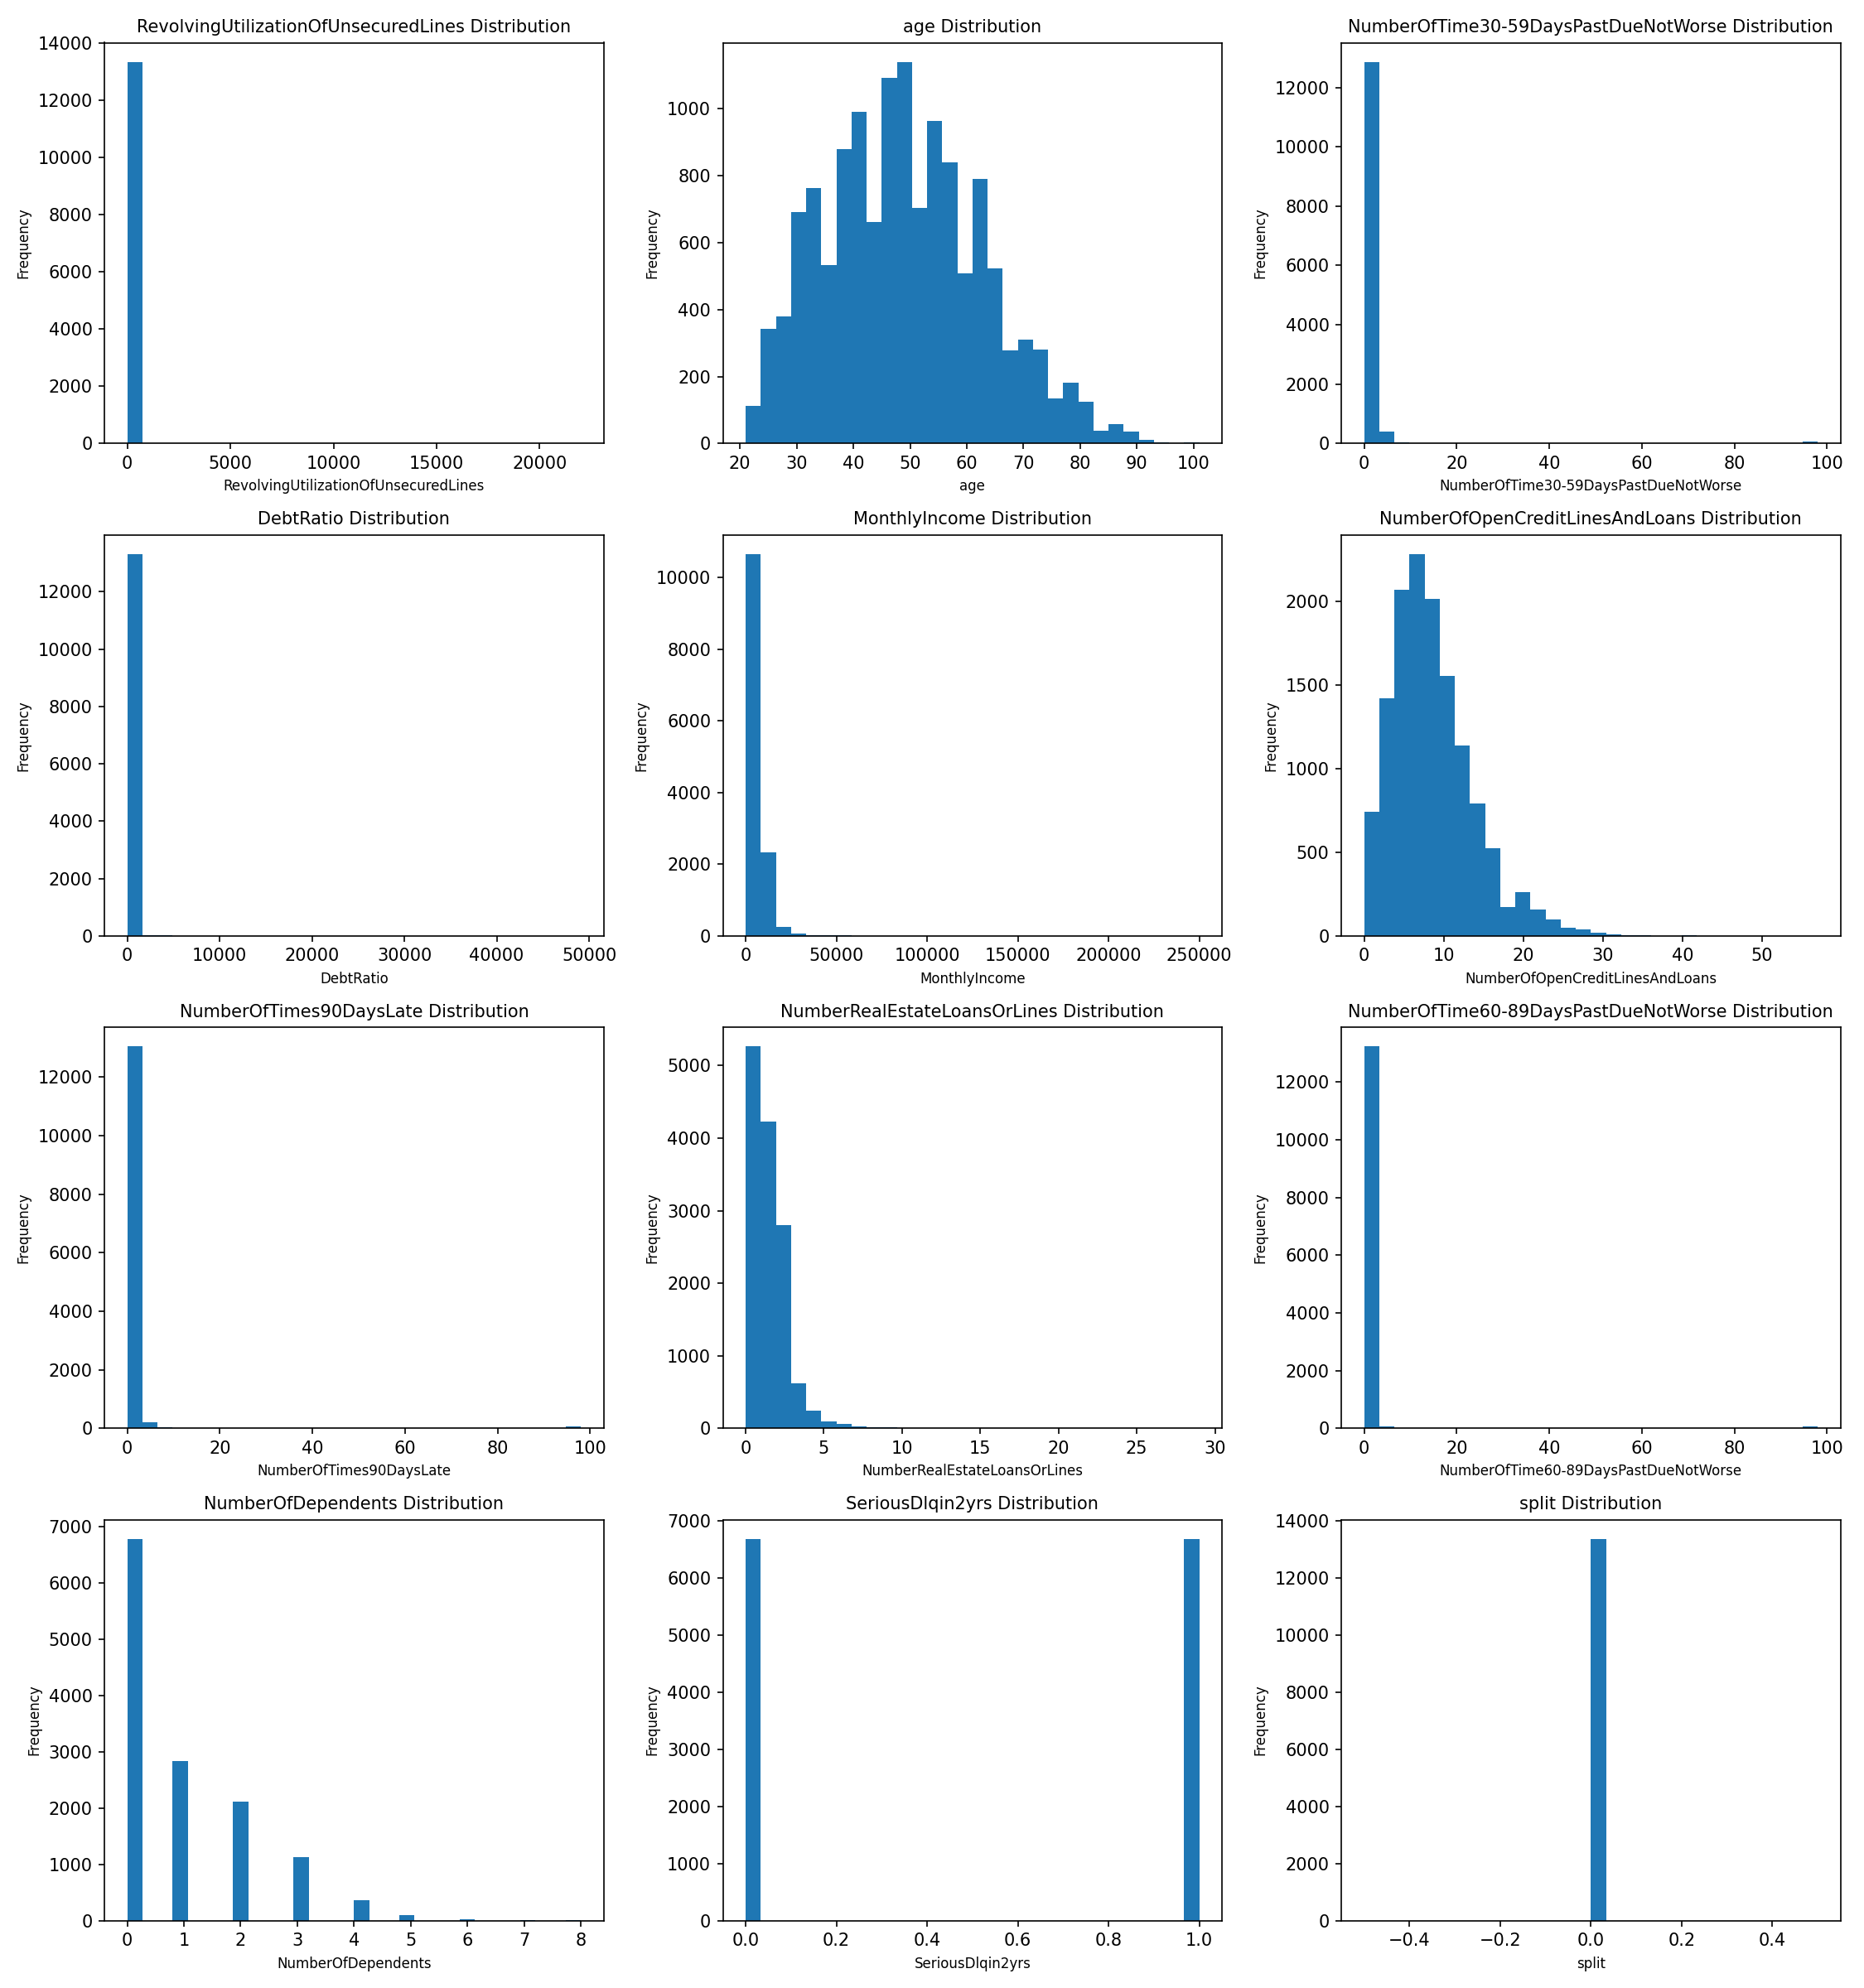 RevolvingUtilizationOfUnsecuredLines Distribution
14000
12000
10000
8000
6000
4000
2000
0
Frequency
0 5000 10000 15000 20000
RevolvingUtilizationOfUnsecuredLines
age Distribution
1000
800
600
400
200
0
Frequency
20 30 40 50 60 70 80 90 100
age
NumberOfTime30-59DaysPastDueNotWorse Distribution
12000
10000
8000
6000
4000
2000
0
Frequency
0 20 40 60 80 100
NumberOfTime30-59DaysPastDueNotWorse
DebtRatio Distribution
12000
10000
8000
6000
4000
2000
0
Frequency
0 10000 20000 30000 40000 50000
DebtRatio
MonthlyIncome Distribution
10000
8000
6000
4000
2000
0
Frequency
0 50000 100000 150000 200000 250000
MonthlyIncome
NumberOfOpenCreditLinesAndLoans Distribution
2000
1500
1000
500
0
Frequency
0 10 20 30 40 50
NumberOfOpenCreditLinesAndLoans
NumberOfTimes90DaysLate Distribution
12000
10000
8000
6000
4000
2000
0
Frequency
0 20 40 60 80 100
NumberOfTimes90DaysLate
NumberRealEstateLoansOrLines Distribution
5000
4000
3000
2000
1000
0
Frequency
0 5 10 15 20 25 30
NumberRealEstateLoansOrLines
NumberOfTime60-89DaysPastDueNotWorse Distribution
12000
10000
8000
6000
4000
2000
0
Frequency
0 20 40 60 80 100
NumberOfTime60-89DaysPastDueNotWorse
NumberOfDependents Distribution
7000
6000
5000
4000
3000
2000
1000
0
Frequency
0 1 2 3 4 5 6 7 8
NumberOfDependents
SeriousDlqin2yrs Distribution
7000
6000
5000
4000
3000
2000
1000
0
Frequency
0.0 0.2 0.4 0.6 0.8 1.0
SeriousDlqin2yrs
split Distribution
14000
12000
10000
8000
6000
4000
2000
0
Frequency
−0.4 −0.2 0.0 0.2 0.4
split